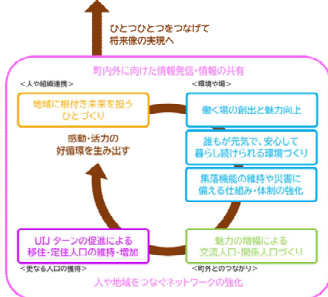 ひとつひとつをつなげて
将来像の実現へ
町内外に向けた情報発信・情報の共有
<人や組織連携>
<環境や場>
地域に根付き未来を担う
ひとづくり
働く場の創出と魅力向上
感動・活力の
好循環を生み出す
誰もが元気で、安心して
暮らし続けられる環境づくり
集落機能の維持や災害に
備える仕組み・体制の強化
UIJターンの促進による
移住・定住人口の維持・増加
魅力の増幅による
交流人口・関係人口づくり
<更なる人口の獲得>
<町外とのつながり>
人や地域をつなぐネットワークの強化